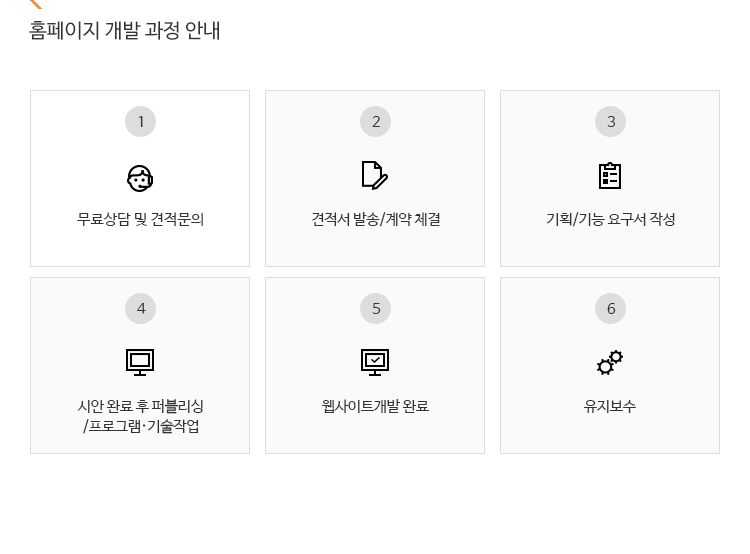 홈페이지 개발 과정 안내
1
2
3
무료상담 및 견적문의
견적서 발송/계약 체결
기획/기능 요구서 작성
4
5
6
시안 완료 후 퍼블리싱
/프로그램·기술작업
웹사이트개발 완료
유지보수